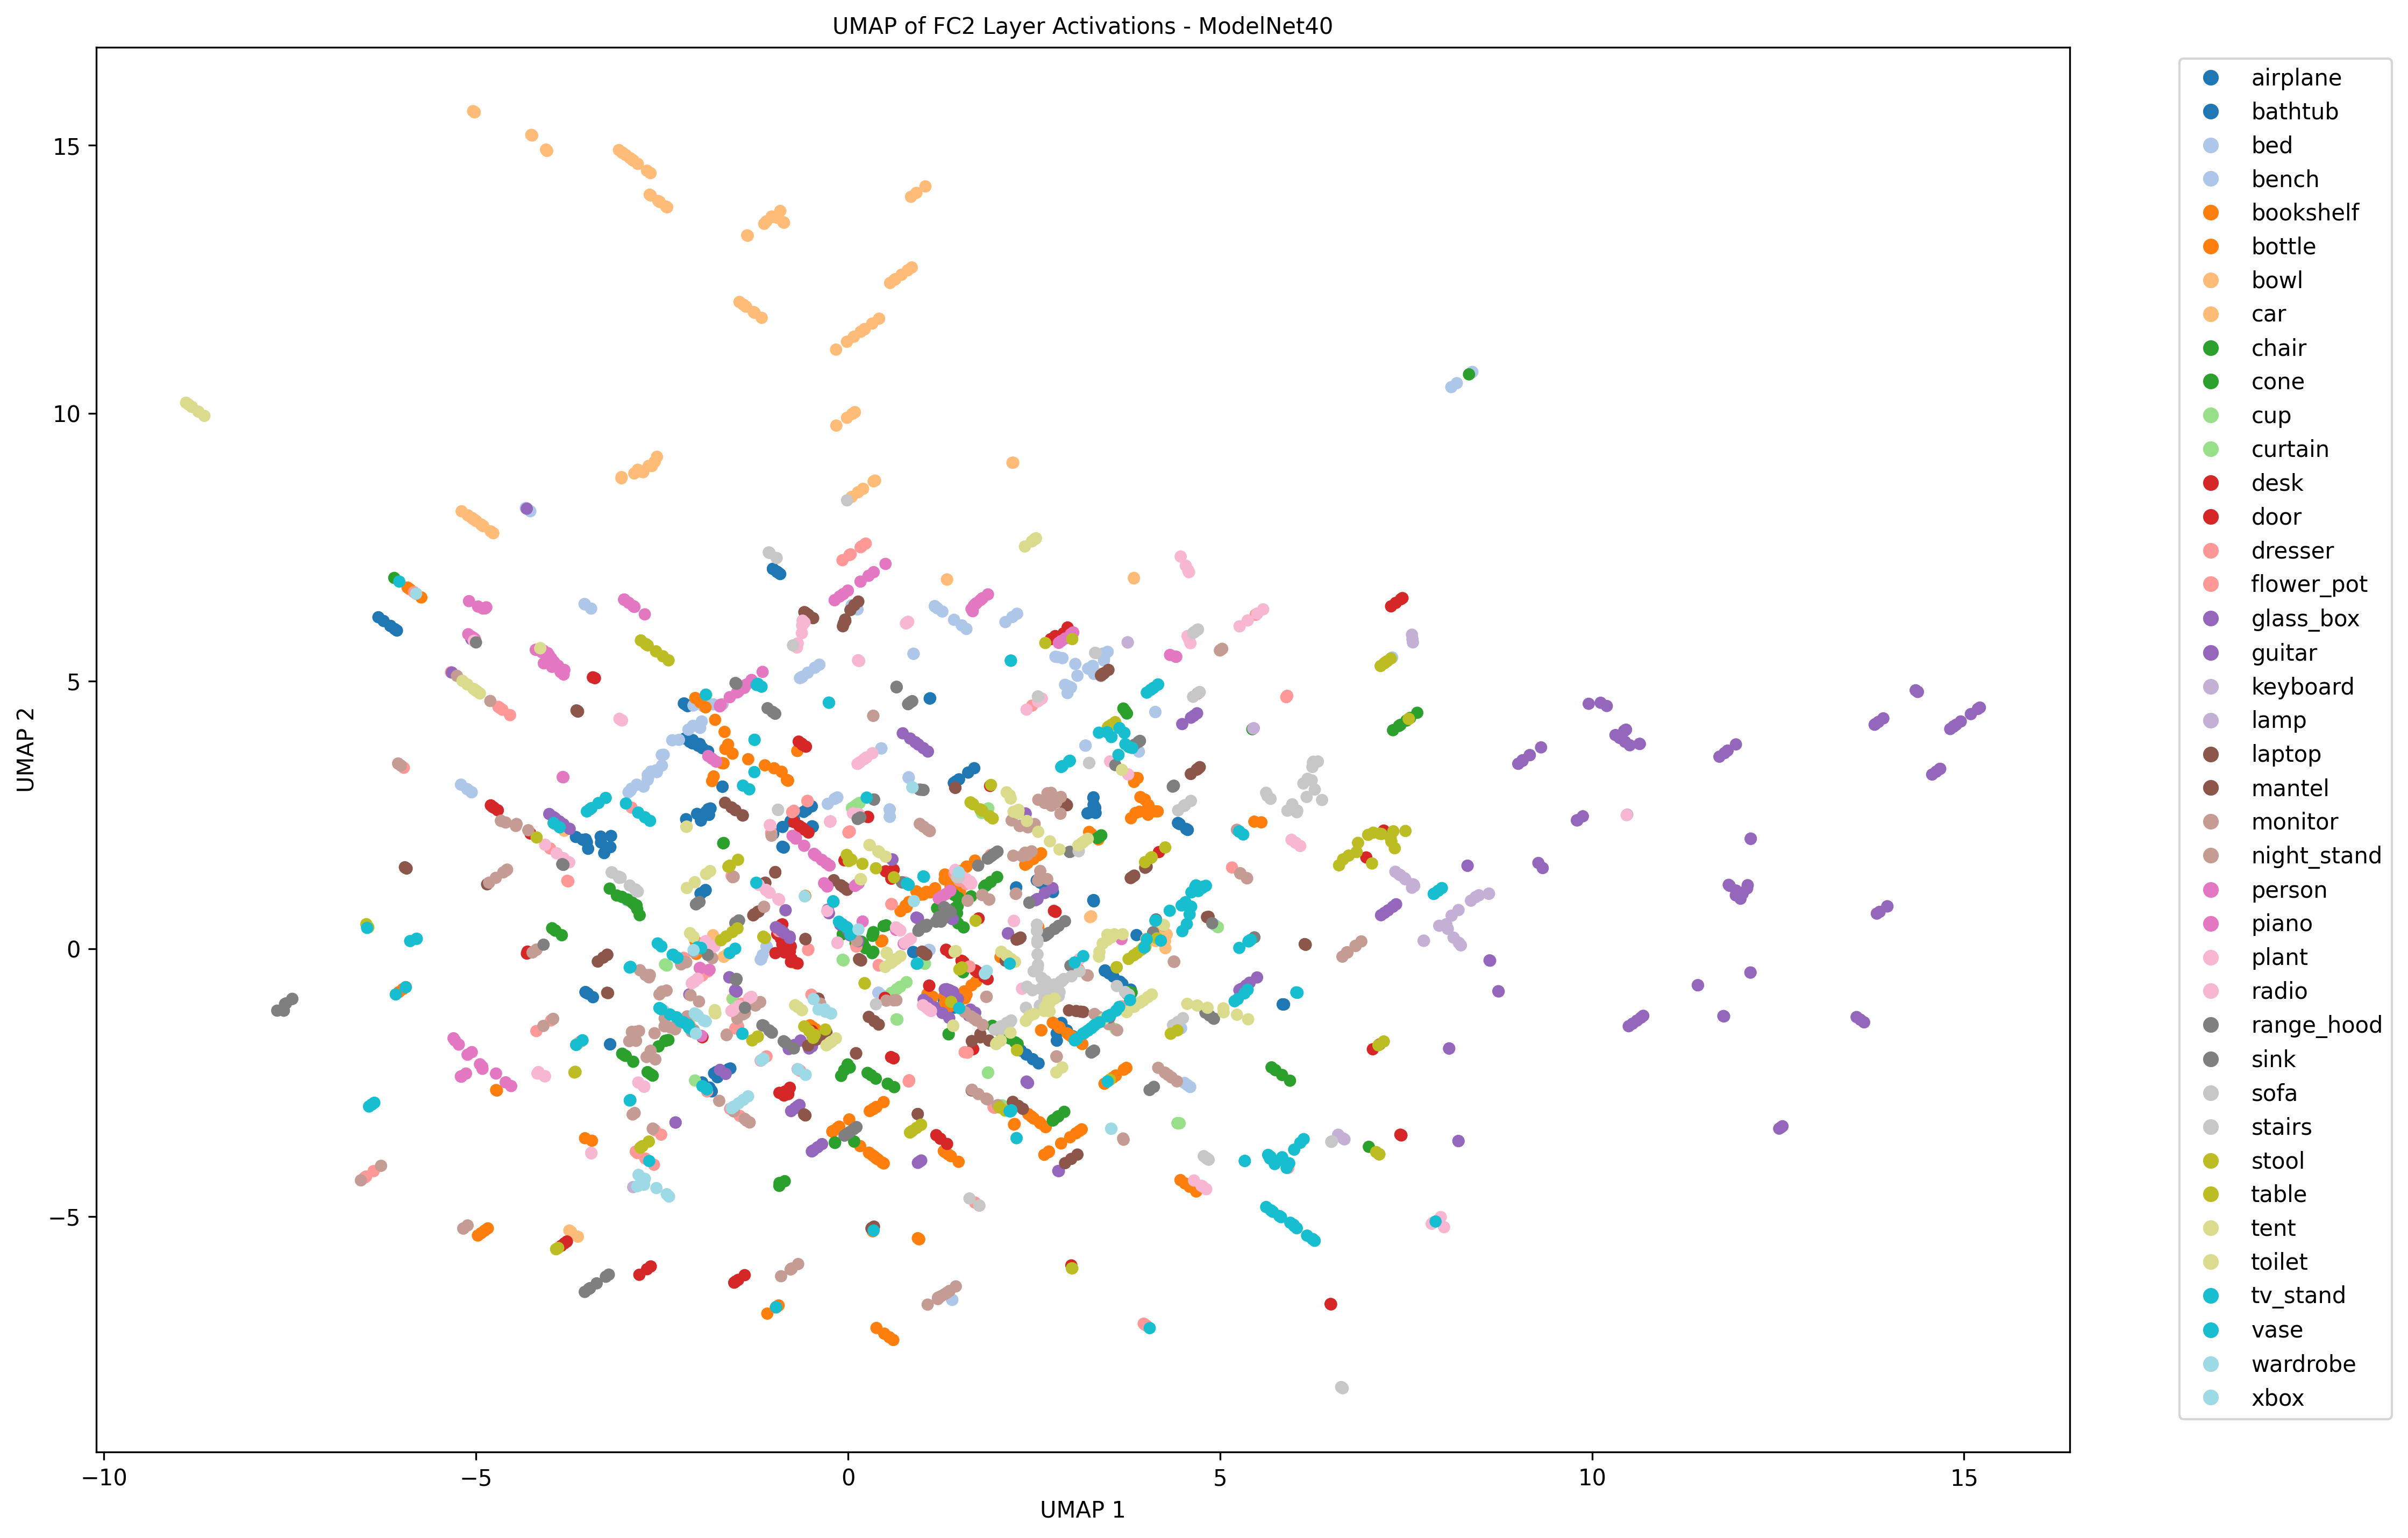 UMAP of FC2 Layer Activations - ModelNet40
15
10
5
0
−5
UMAP 2
−10
−5
0
5
10
15
UMAP 1
airplane
bathtub
bed
bench
bookshelf
bottle
bowl
car
chair
cone
cup
curtain
desk
door
dresser
flower_pot
glass_box
guitar
keyboard
lamp
laptop
mantel
monitor
night_stand
person
piano
plant
radio
range_hood
sink
sofa
stairs
stool
table
tent
toilet
tv_stand
vase
wardrobe
xbox